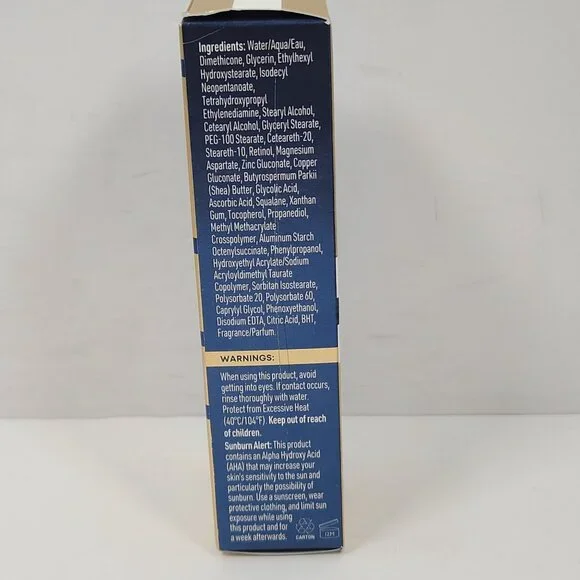 Ingredients: Water/Aqua/Eau,
Dimethicone, Glycerin, Ethylhexyl
Hydroxystearate, Isodecyl
Neopentanoate,
Tetrahydroxypropyl
Ethylenediamine, Stearyl Alcohol,
Cetearyl Alcohol, Glyceryl Stearate,
PEG-100 Stearate, Ceteareth-20,
Steareth-10, Retinol, Magnesium
Aspartate, Zinc Gluconate, Copper
Gluconate, Butyrospermum Parkii
(Shea) Butter, Glycolic Acid,
Ascorbic Acid, Squalane, Xanthan
Gum, Tocopherol, Propanediol,
Methyl Methacrylate
Crosspolymer, Aluminum Starch
Octenylsuccinate, Phenylpropanol,
Hydroxyethyl Acrylate/Sodium
Acryloyldimethyl Taurate
Copolymer, Sorbitan Isostearate,
Polysorbate 20, Polysorbate 60,
Caprylyl Glycol, Phenoxyethanol,
Disodium EDTA, Citric Acid, BHT,
Fragrance/Parfum.
WARNINGS:
When using this product, avoid
getting into eyes. If contact occurs,
rinse thoroughly with water.
Protect from Excessive Heat
(40°C/104°F). Keep out of reach
of children.
Sunburn Alert: This product
contains an Alpha Hydroxy Acid
(AHA) that may increase your
skin's sensitivity to the sun and
particularly the possibility of
sunburn. Use a sunscreen, wear
protective clothing, and limit sun
exposure while using
this product and for
a week afterwards.
CARTON
12M